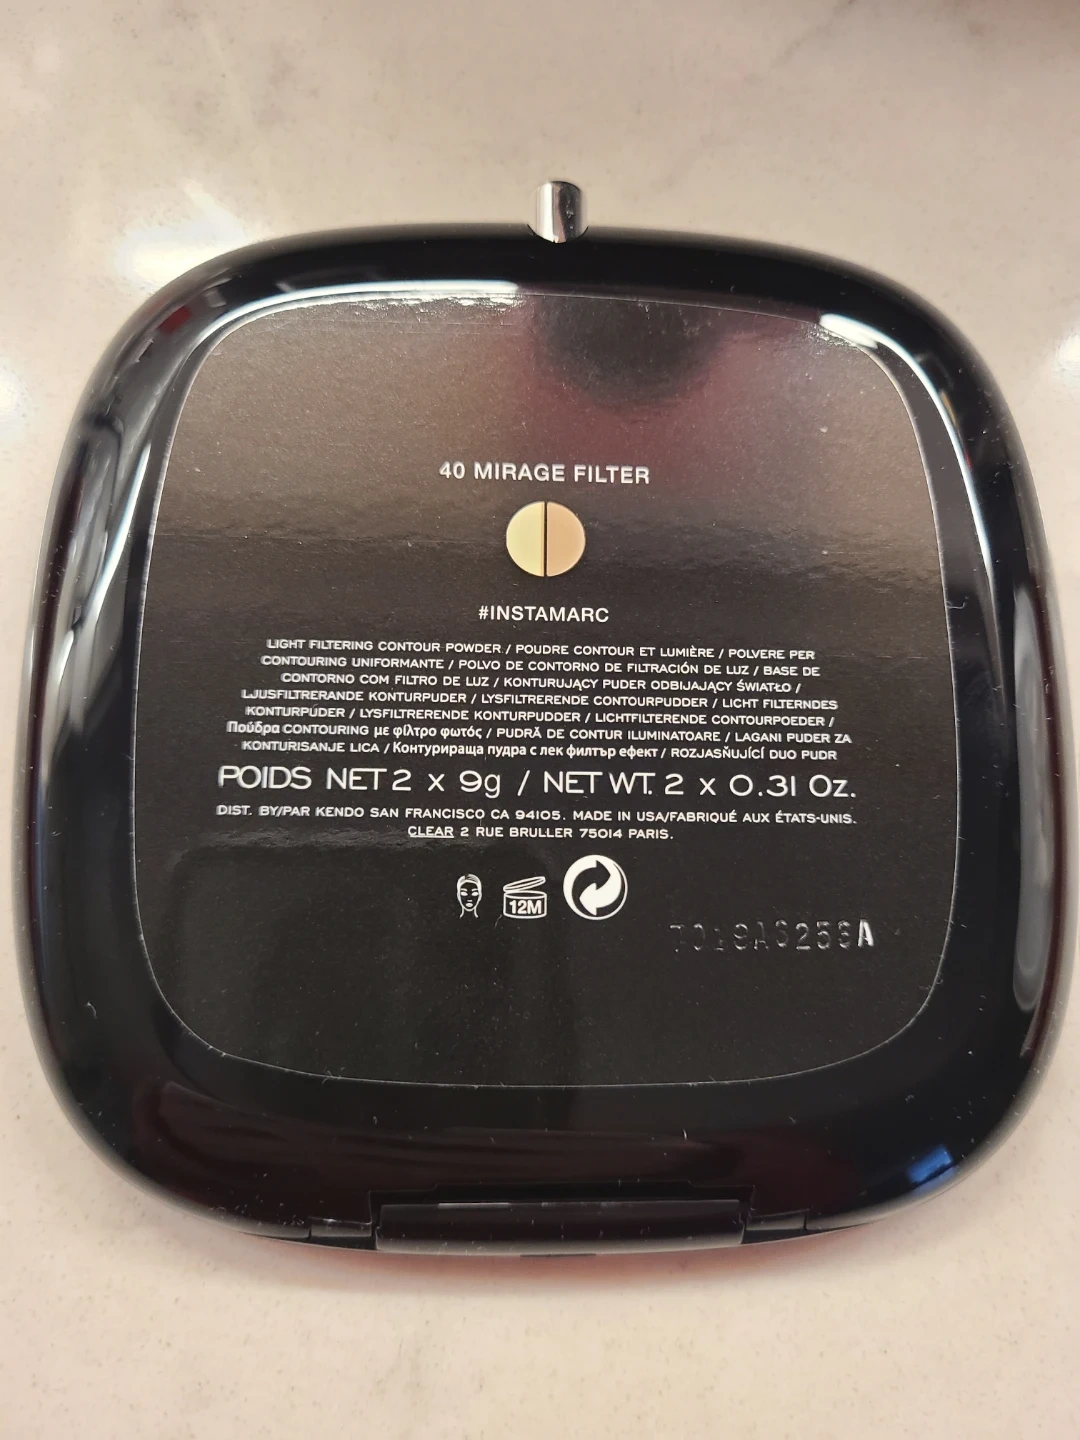 40 MIRAGE FILTER
#INSTAMARC
LIGHT FILTERING CONTOUR POWDER / POUDRE CONTOUR ET LUMIÈRE / POLVERE PER
CONTOURING UNIFORMANTE / POLVO DE CONTORNO DE FILTRACIÓN DE LUZ / BASE DE
CONTORNO COM FILTRO DE LUZ / KONTURUJĄCY PUDER ODBIJAJĄCY ŚWIATŁO /
LJUSFILTRERANDE KONTURPUDER / LYSFILTRERENDE CONTOURPUDDER / LICHT FILTERNDES
KONTURPUDER / LYSFILTRERENDE KONTURPUDDER / LICHTFILTERENDE CONTOURPOEDER /
Πούδρα CONTOURING με φίλτρο φωτός / PUDRĂ DE CONTUR ILUMINATOARE / LAGANI PUDER ZA
KONTURISANJE LICA / Контурираща пудра с лек филтър ефект / ROZJASŇUJÍCÍ DUO PUDR
POIDS NET 2 x 9g / NET WT. 2 x 0.31 Oz.
DIST. BY/PAR KENDO SAN FRANCISCO CA 94105. MADE IN USA/FABRIQUÉ AUX ÉTATS-UNIS.
CLEAR 2 RUE BRULLER 75014 PARIS.
12M